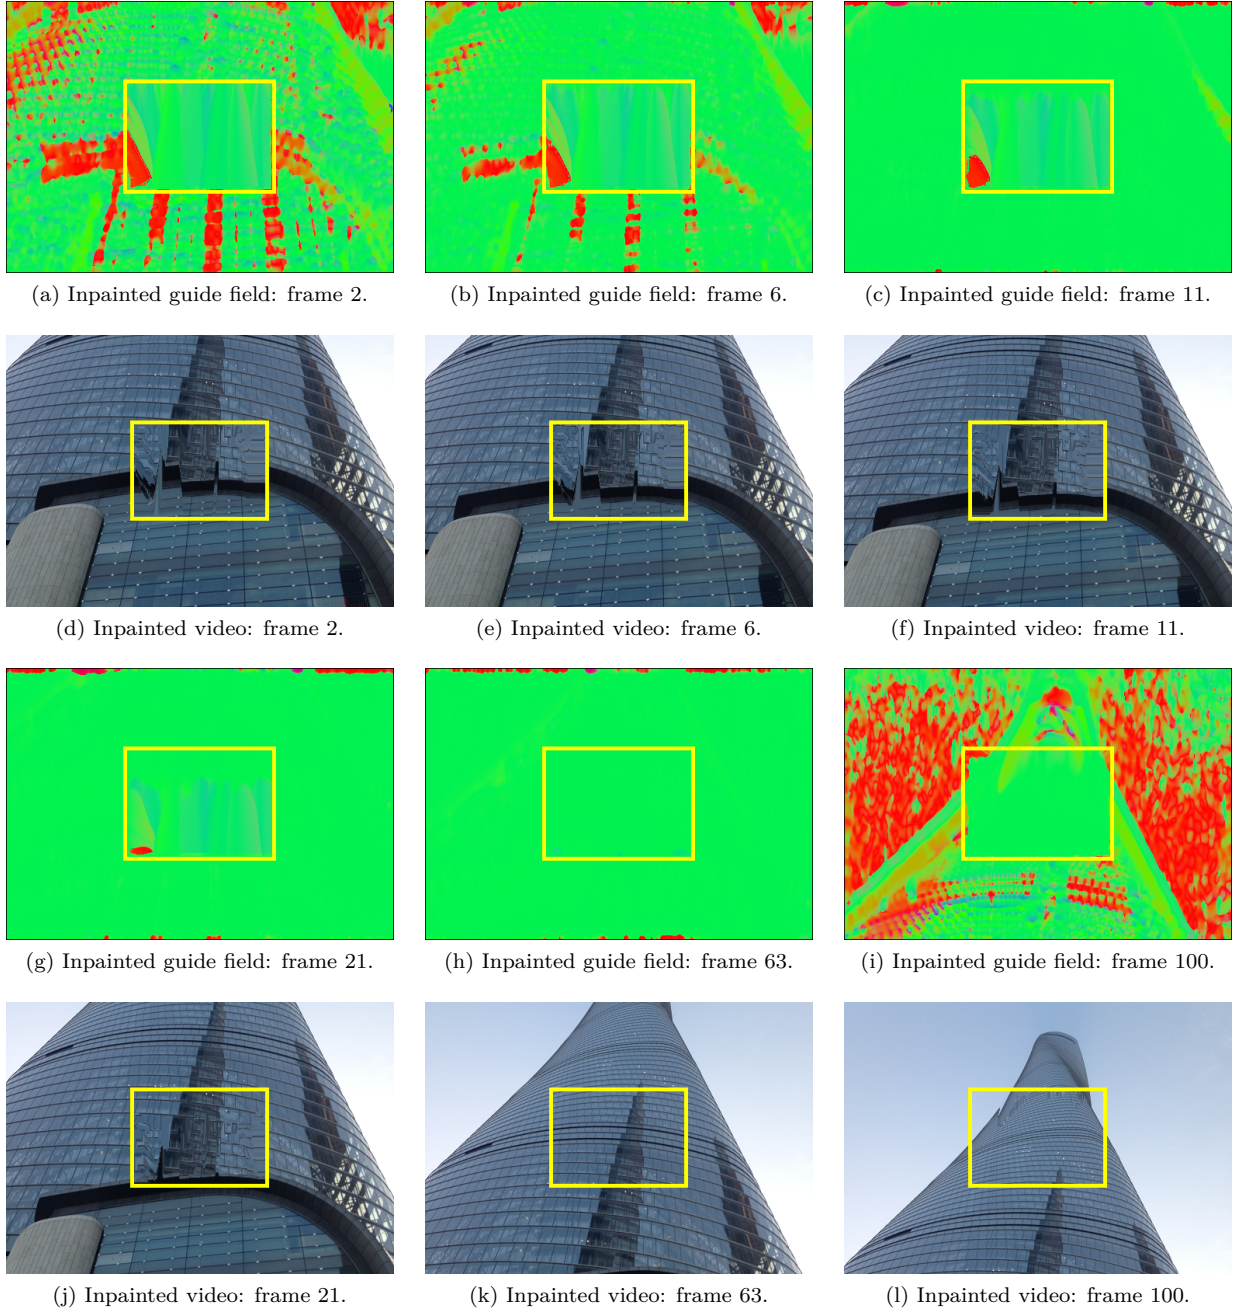 (a) Inpainted guide field: frame 2.
(b) Inpainted guide field: frame 6.
(c) Inpainted guide field: frame 11.
(d) Inpainted video: frame 2.
(e) Inpainted video: frame 6.
(f) Inpainted video: frame 11.
(g) Inpainted guide field: frame 21.
(h) Inpainted guide field: frame 63.
(i) Inpainted guide field: frame 100.
(j) Inpainted video: frame 21.
(k) Inpainted video: frame 63.
(l) Inpainted video: frame 100.